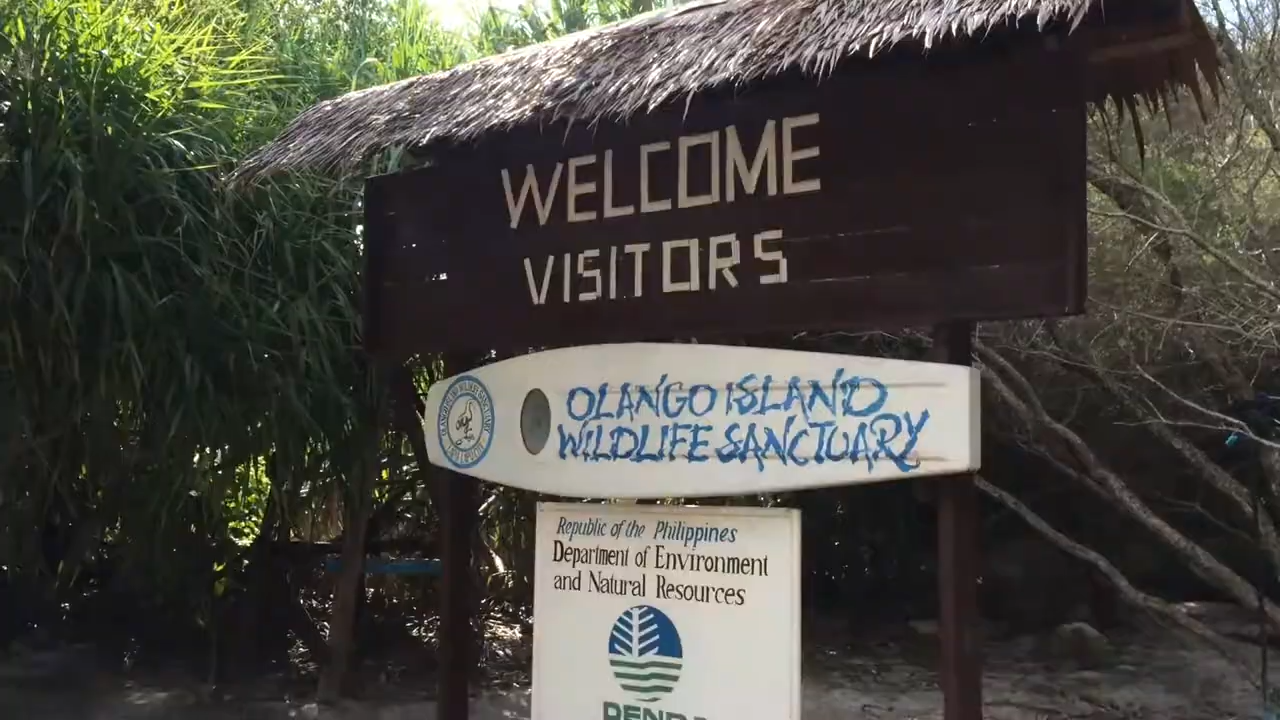 WELCOME
VISITORS
OLANGO ISLAND
WILDLIFE SANCTUARY
Republic of the Philippines
Department of Environment
and Natural Resources